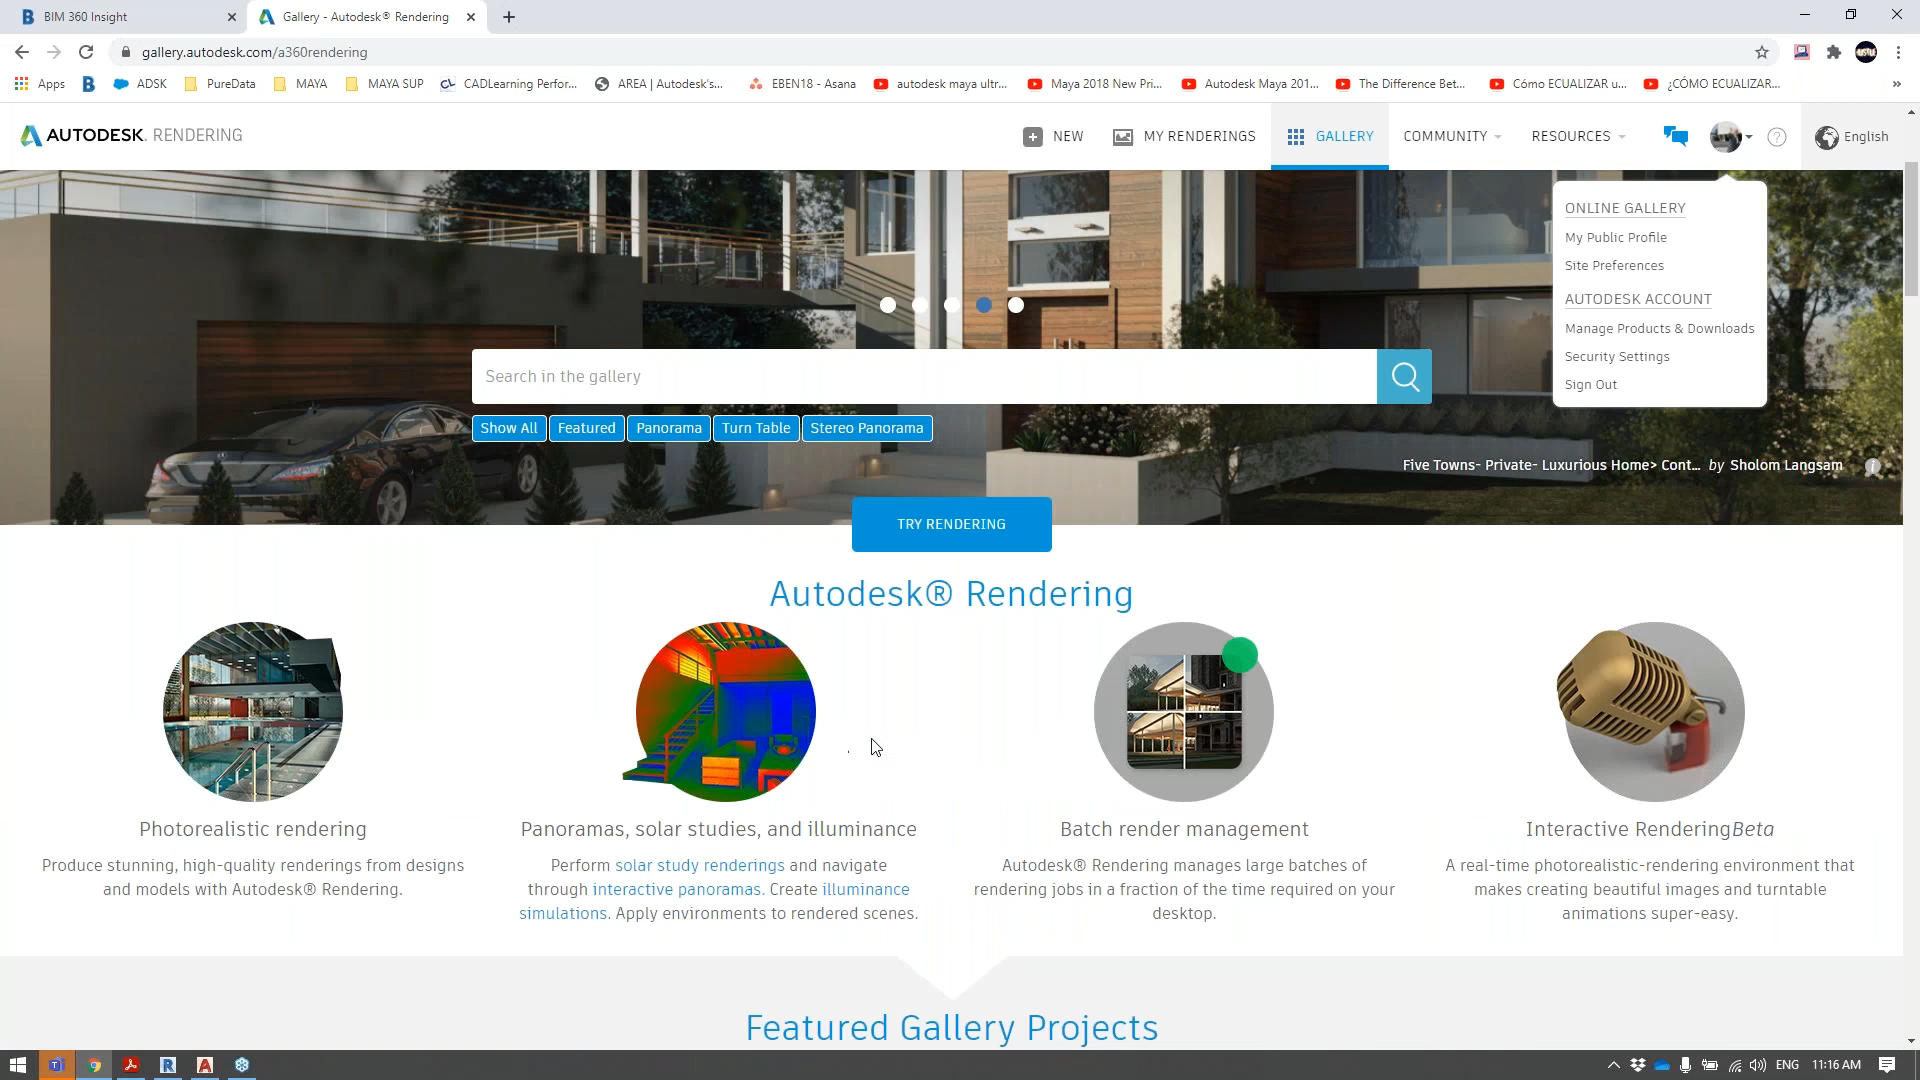 BIM 360 Insight
Gallery - Autodesk® Rendering
gallery.autodesk.com/a360rendering
Apps
ADSK
PureData
MAYA
MAYA SUP
CADLearning Perfor...
AREA | Autodesk's...
EBEN18 - Asana
autodesk maya ultr...
Maya 2018 New Pri...
Autodesk Maya 201...
The Difference Bet...
Cómo ECUALIZAR u...
¿CÓMO ECUALIZAR...
AUTODESK. RENDERING
NEW
MY RENDERINGS
GALLERY
COMMUNITY
RESOURCES
English
ONLINE GALLERY
My Public Profile
Site Preferences
AUTODESK ACCOUNT
Manage Products & Downloads
Security Settings
Sign Out
Search in the gallery
Show All
Featured
Panorama
Turn Table
Stereo Panorama
Five Towns- Private- Luxurious Home> Cont... by Sholom Langsam
TRY RENDERING
Autodesk® Rendering
Photorealistic rendering
Produce stunning, high-quality renderings from designs
and models with Autodesk® Rendering.
Panoramas, solar studies, and illuminance
Perform solar study renderings and navigate
through interactive panoramas. Create illuminance
simulations. Apply environments to rendered scenes.
Batch render management
Autodesk® Rendering manages large batches of
rendering jobs in a fraction of the time required on your
desktop.
Interactive RenderingBeta
A real-time photorealistic-rendering environment that
makes creating beautiful images and turntable
animations super-easy.
Featured Gallery Projects
ENG
11:16 AM